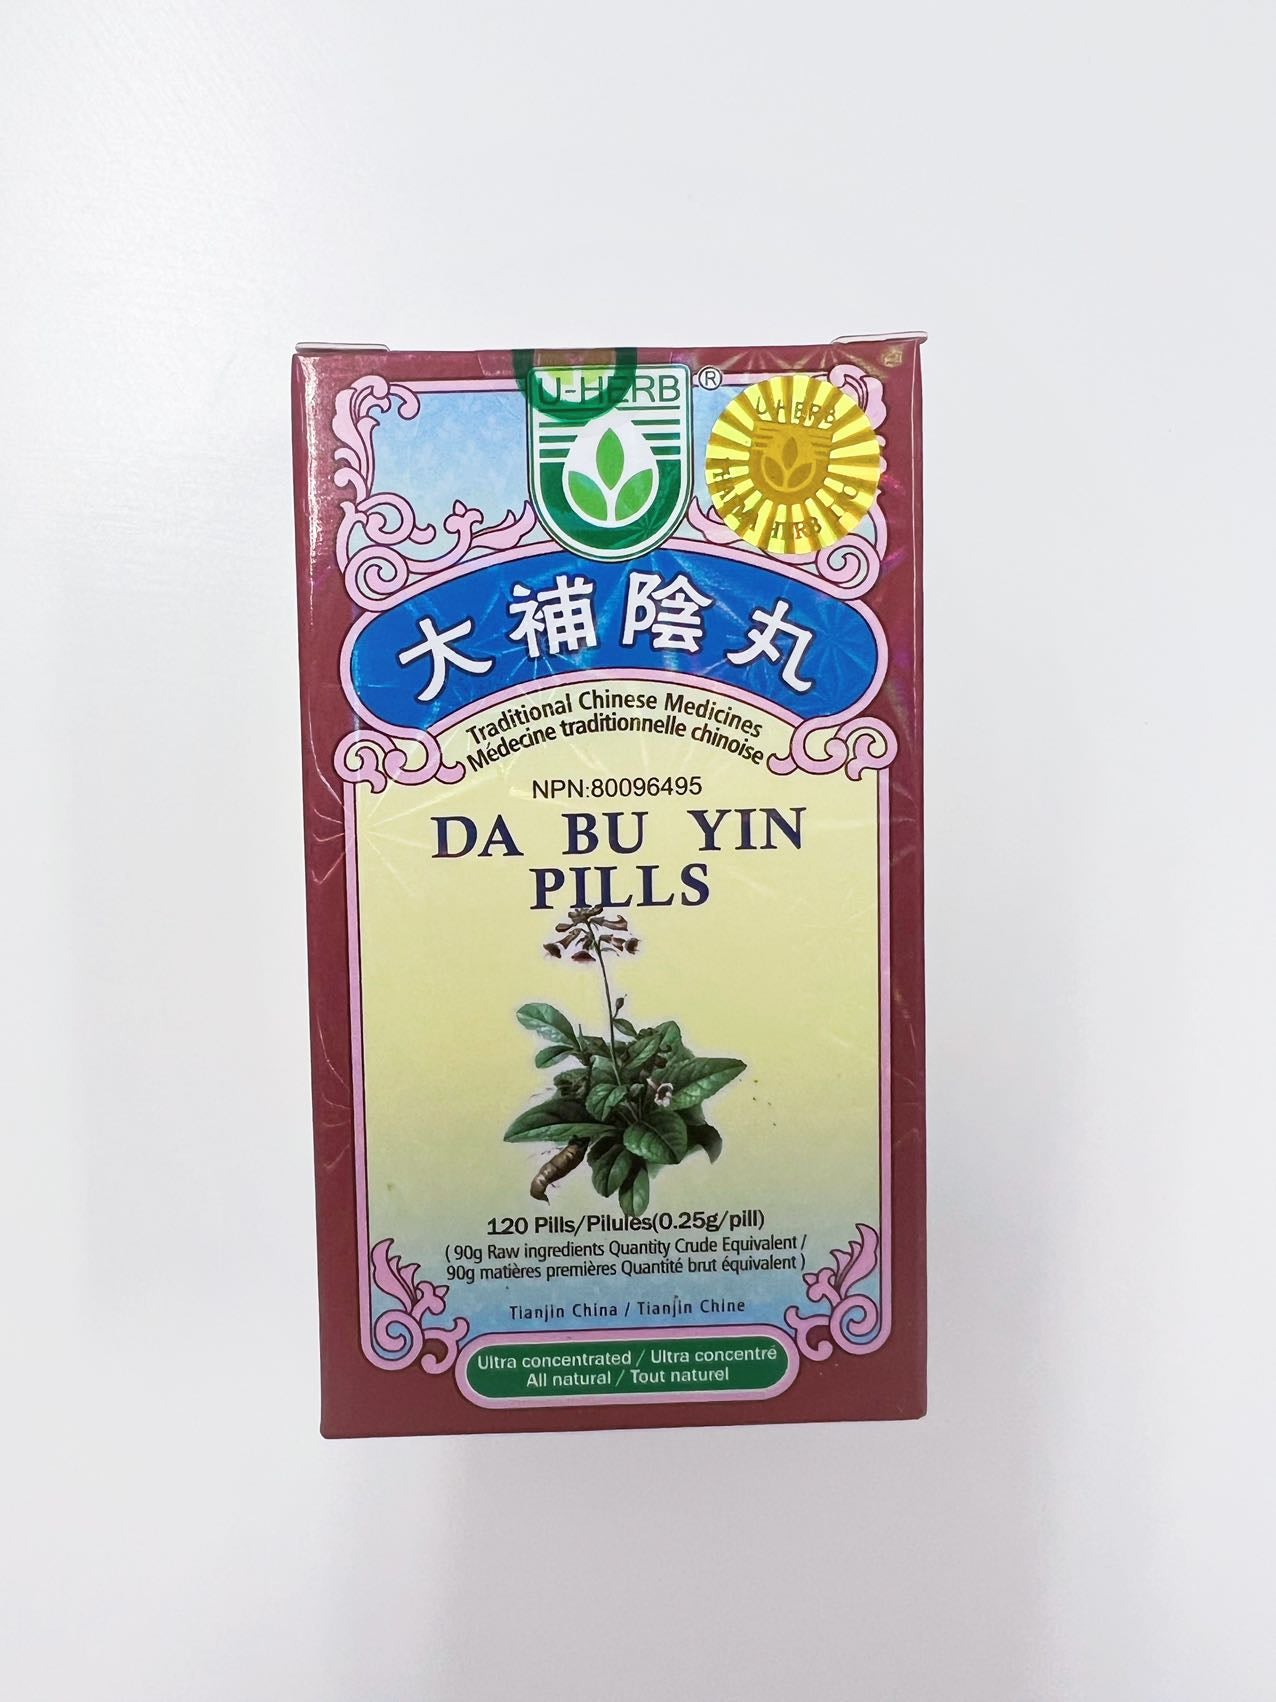 U-HERB ®
U-HERB
大補陰丸
Traditional Chinese Medicines
Médecine traditionnelle chinoise
NPN:80096495
DA BU YIN
PILLS
120 Pills/Pilules(0.25g/pill)
( 90g Raw ingredients Quantity Crude Equivalent /
90g matières premières Quantité brut équivalent )
Tianjin China / Tianjin Chine
Ultra concentrated / Ultra concentré
All natural / Tout naturel